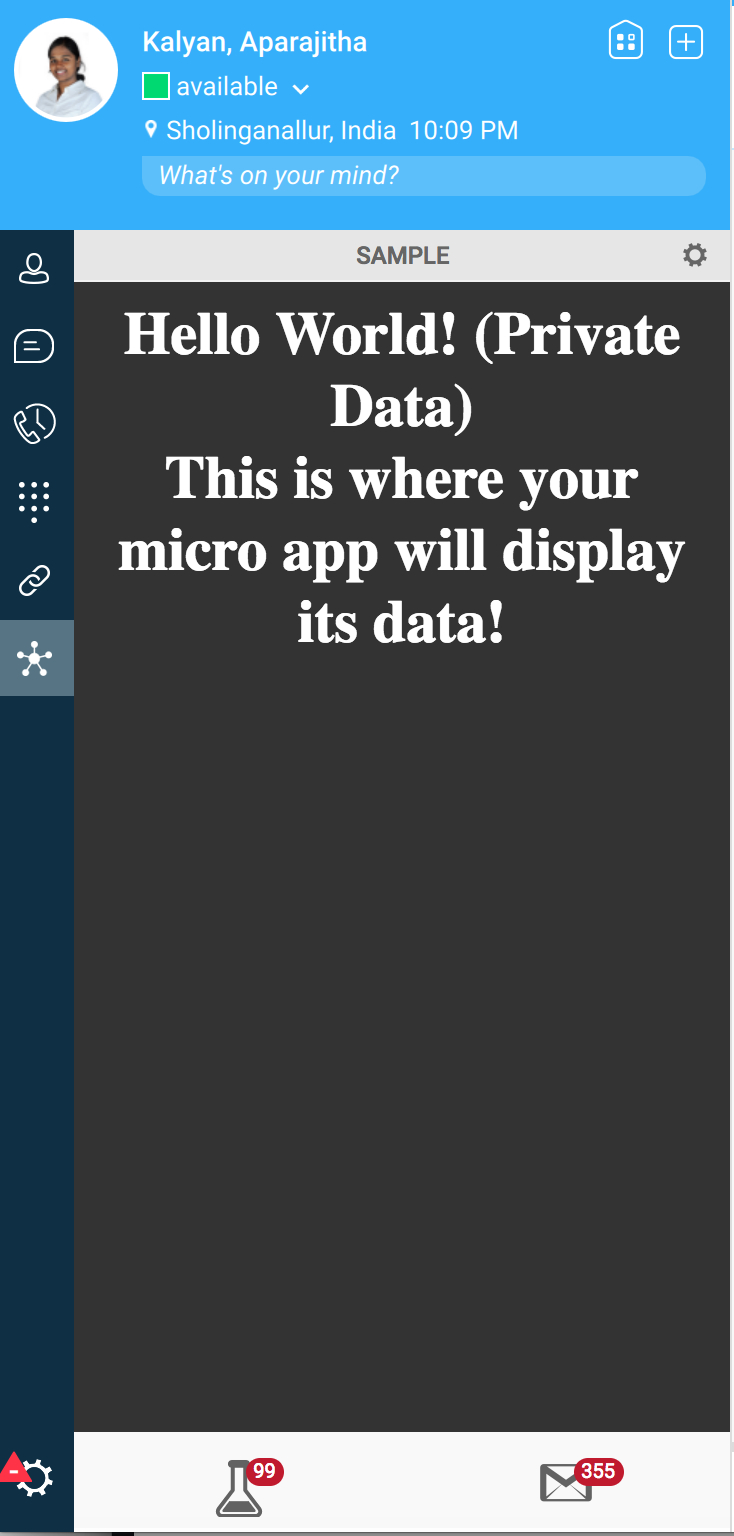 Kalyan, Aparajitha
available
Sholinganallur, India 10:09 PM
What's on your mind?
SAMPLE
Hello World! (Private
Data)
This is where your
micro app will display
its data!
99
355